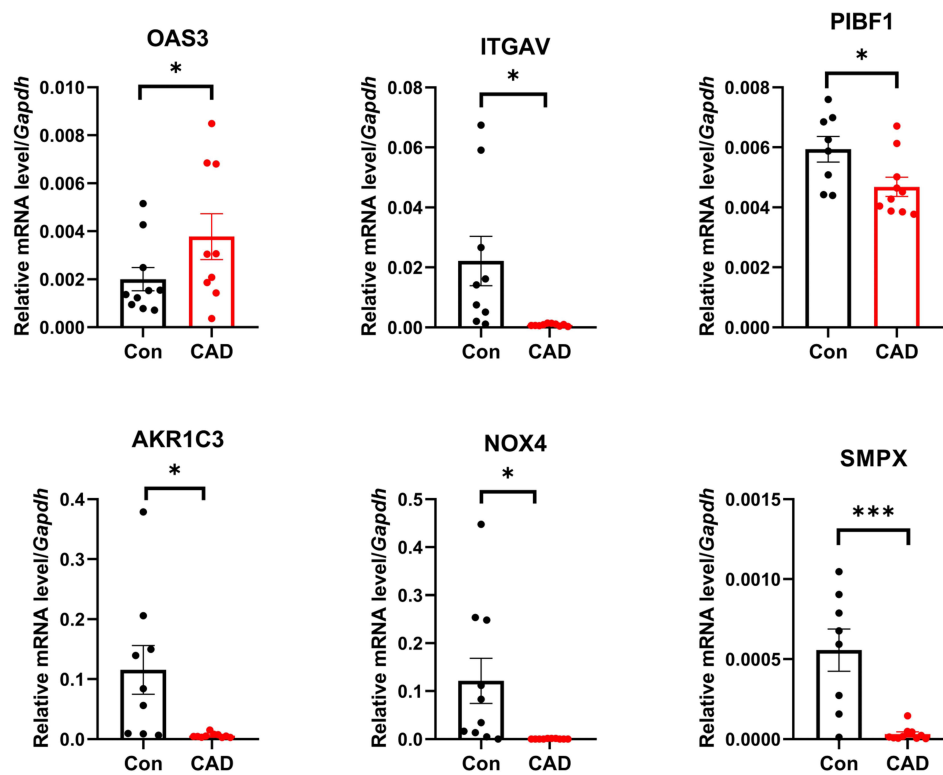 OAS3
*
Relative mRNA level/Gapdh
0.010
0.008
0.006
0.004
0.002
0.000
Con CAD
ITGAV
*
Relative mRNA level/Gapdh
0.08
0.06
0.04
0.02
0.00
Con CAD
PIBF1
*
Relative mRNA level/Gapdh
0.008
0.006
0.004
0.002
0.000
Con CAD
AKR1C3
*
Relative mRNA level/Gapdh
0.4
0.3
0.2
0.1
0.0
Con CAD
NOX4
*
Relative mRNA level/Gapdh
0.5
0.4
0.3
0.2
0.1
0.0
Con CAD
SMPX
***
Relative mRNA level/Gapdh
0.0015
0.0010
0.0005
0.0000
Con CAD